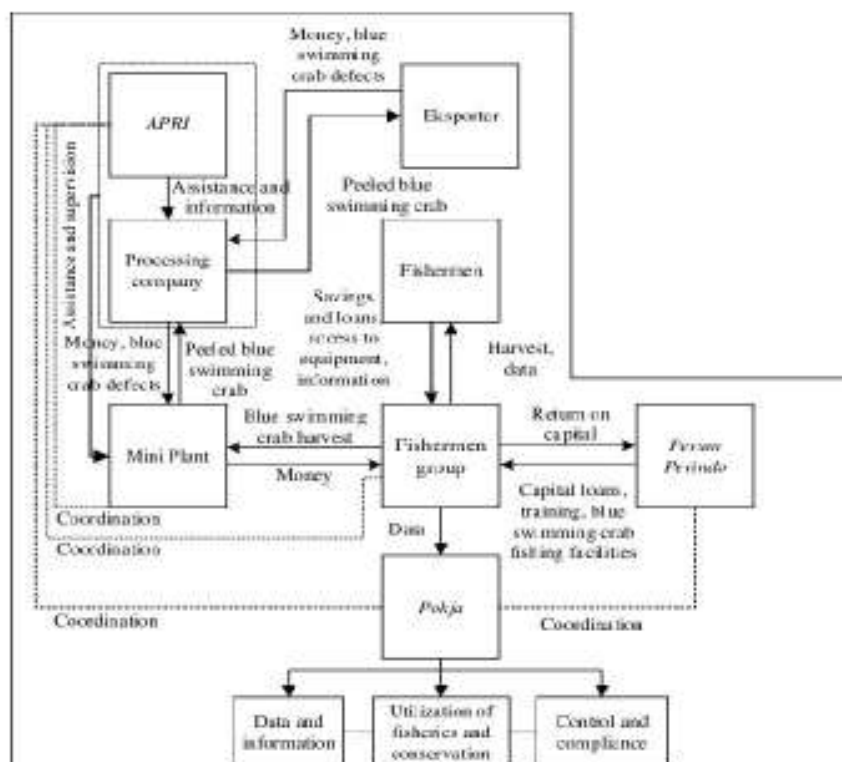 Money, blue
swimming
crab defects
APRI
Eksporter
Assistance and
information
Peeled blue
swimming crab
Assistance and supervision
Processing
company
Fishermen
Savings
and loans
access to
equipment,
information
Harvest,
data
Money, blue
swimming
crab defects
Peeled blue
swimming
crab
Blue swimming
crab harvest
Return on
capital
Mini Plant
Money
Fishermen
group
Perum
Perindo
Capital loans,
training, blue
swimming crab
fishing facilities
Coordination
Coordination
Data
Pokja
Coordination
Coordination
Data and
information
Utilization of
fisheries and
conservation
Control and
compliance